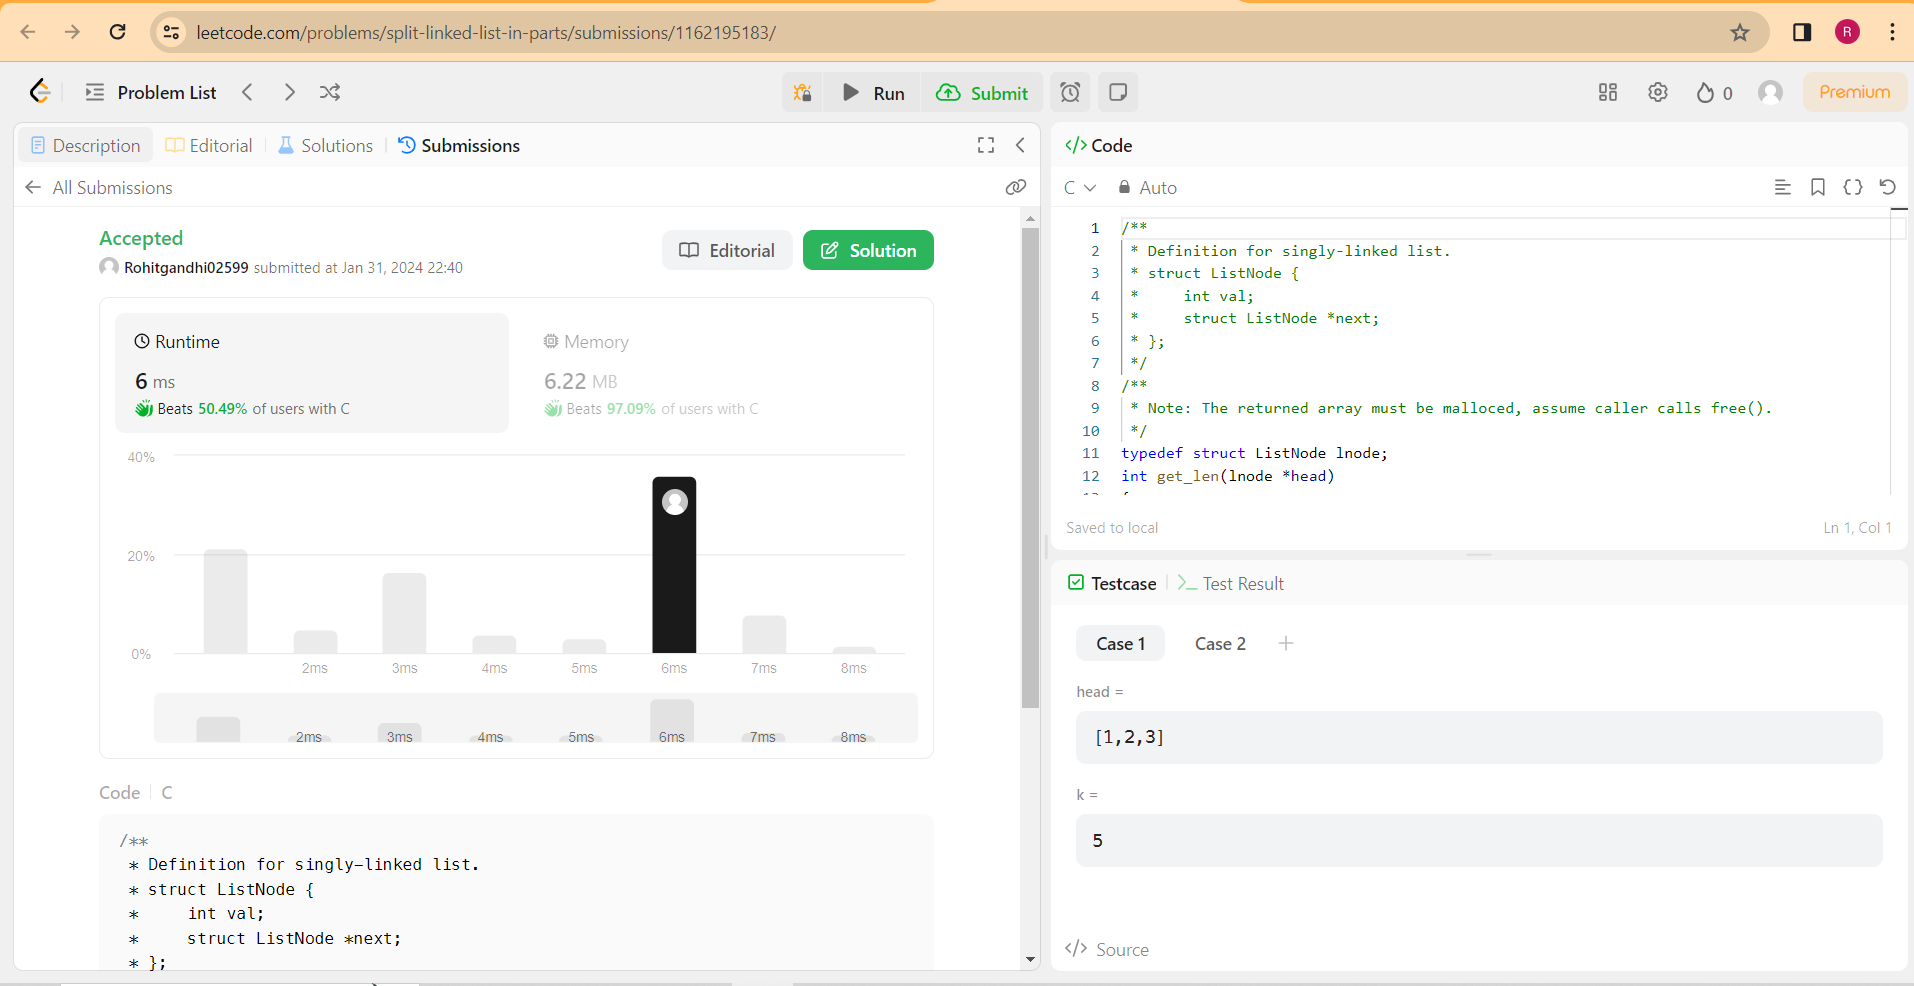 leetcode.com/problems/split-linked-list-in-parts/submissions/1162195183/
R
Problem List
Run
Submit
0
Premium
Description
Editorial
Solutions
Submissions
All Submissions
Accepted
Rohitgandhi02599 submitted at Jan 31, 2024 22:40
Editorial
Solution
Runtime
6 ms
Beats 50.49% of users with C
Memory
6.22 MB
Beats 97.09% of users with C
40%
20%
0%
2ms 3ms 4ms 5ms 6ms 7ms 8ms
2ms 3ms 4ms 5ms 6ms 7ms 8ms
Code C
/**
* Definition for singly-linked list.
* struct ListNode {
*     int val;
*     struct ListNode *next;
* };
</> Code
C
Auto
1 /**
2 * Definition for singly-linked list.
3 * struct ListNode {
4 *     int val;
5 *     struct ListNode *next;
6 * };
7 */
8 /**
9 * Note: The returned array must be malloced, assume caller calls free().
10 */
11 typedef struct ListNode lnode;
12 int get_len(lnode *head)
Saved to local
Ln 1, Col 1
Testcase
Test Result
Case 1
Case 2
head =
[1,2,3]
k =
5
</> Source